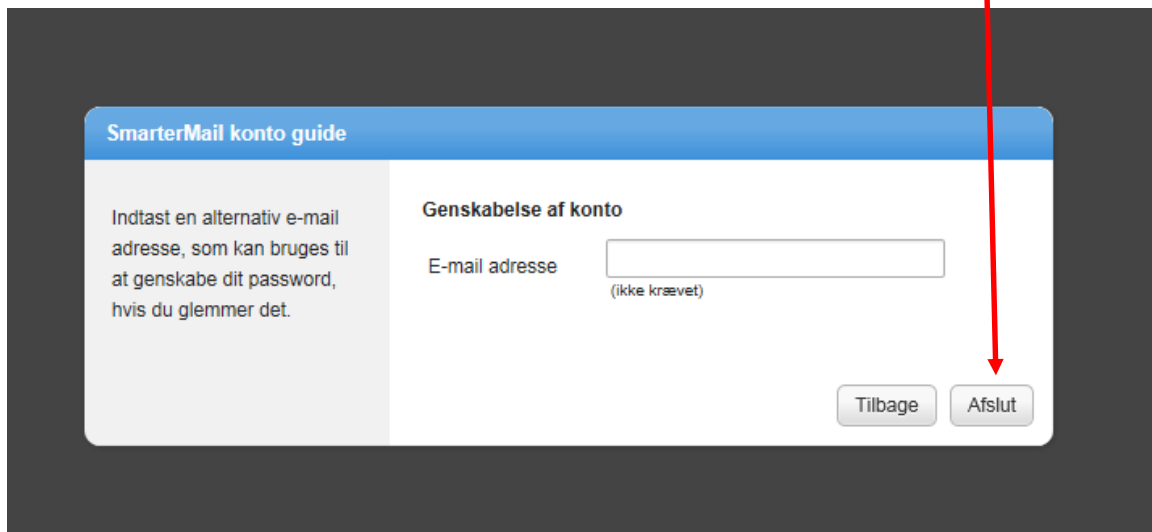 SmarterMail konto guide
Indtast en alternativ e-mail
adresse, som kan bruges til
at genskabe dit password,
hvis du glemmer det.
Genskabelse af konto
E-mail adresse
(ikke krævet)
Tilbage
Afslut